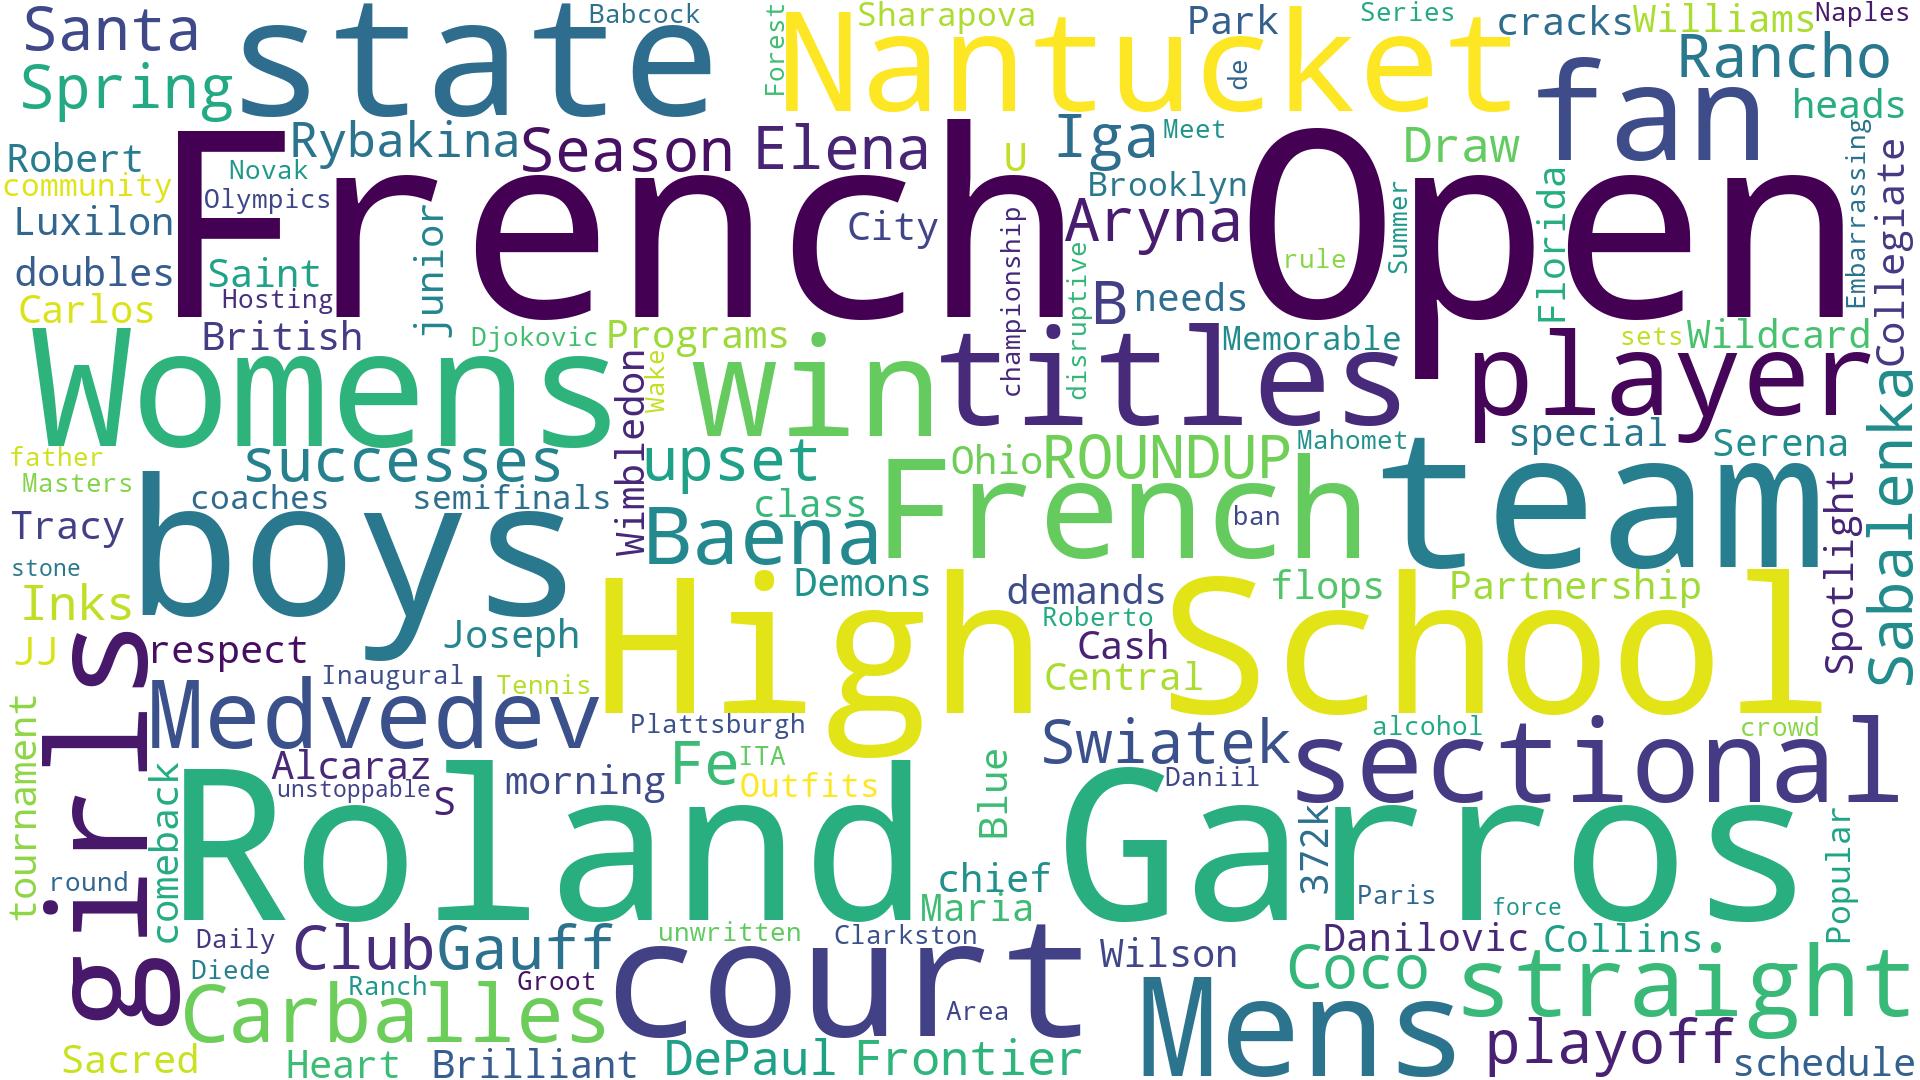 Santa
state
Babcock
Forest
Nantucket
Sharapova
Park
de
Series
cracks
Williams
Naples
Spring
fan
Rancho
heads
Robert
Rybakina
Season
Elena
U
Iga
Meet
Draw
community
Novak
Olympics
French Open
Brooklyn
Florida
Embarrassing
Collegiate
Luxilon
junior
City
championship
Aryna
rule
Summer
doubles
Saint
Hosting
disruptive
B
needs
Carlos
British
Djokovic
Programs
Memorable
sets
Wildcard
Womens
Wimbledon
Wake
win
titles
player
father
Masters
successes
upset
Ohio
ROUNDUP
Mahomet
special
Serena
Sabalenka
coaches
semifinals
class
French
team
Tracy
boys
Baena
ban
Spotlight
stone
Inks
Demons
demands
flops
Partnership
JJ
girls
respect
Joseph
High School
Roberto
Cash
Central
Inaugural
Tennis
Medvedev
Plattsburgh
Swiatek
alcohol
crowd
sectional
tournament
comeback
Alcaraz
unstoppable
S
morning
Fe
ITA
Outfits
Blue
Daniil
372k
Popular
Roland Garros
round
chief
Maria
Paris
force
Daily
Club
Gauff
unwritten
Clarkston
court
Wilson
Danilovic
Collins
Diede
Ranch
Groot
Coco
straight
Carballes
Area
Mens
Sacred
Heart
Brilliant
DePaul
Frontier
playoff
schedule